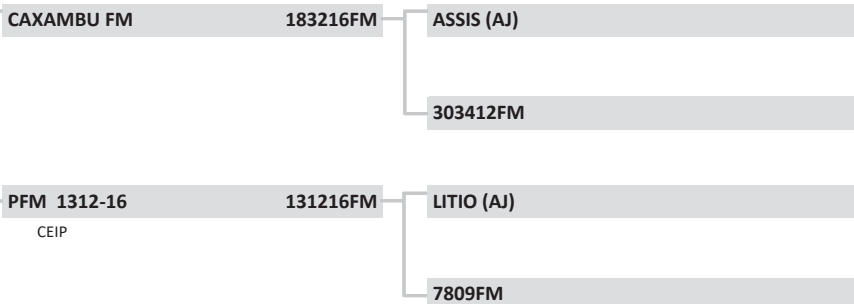 CAXAMBU FM 183216FM ASSIS (AJ)
303412FM
PFM 1312-16 131216FM LITIO (AJ)
CEIP
7809FM